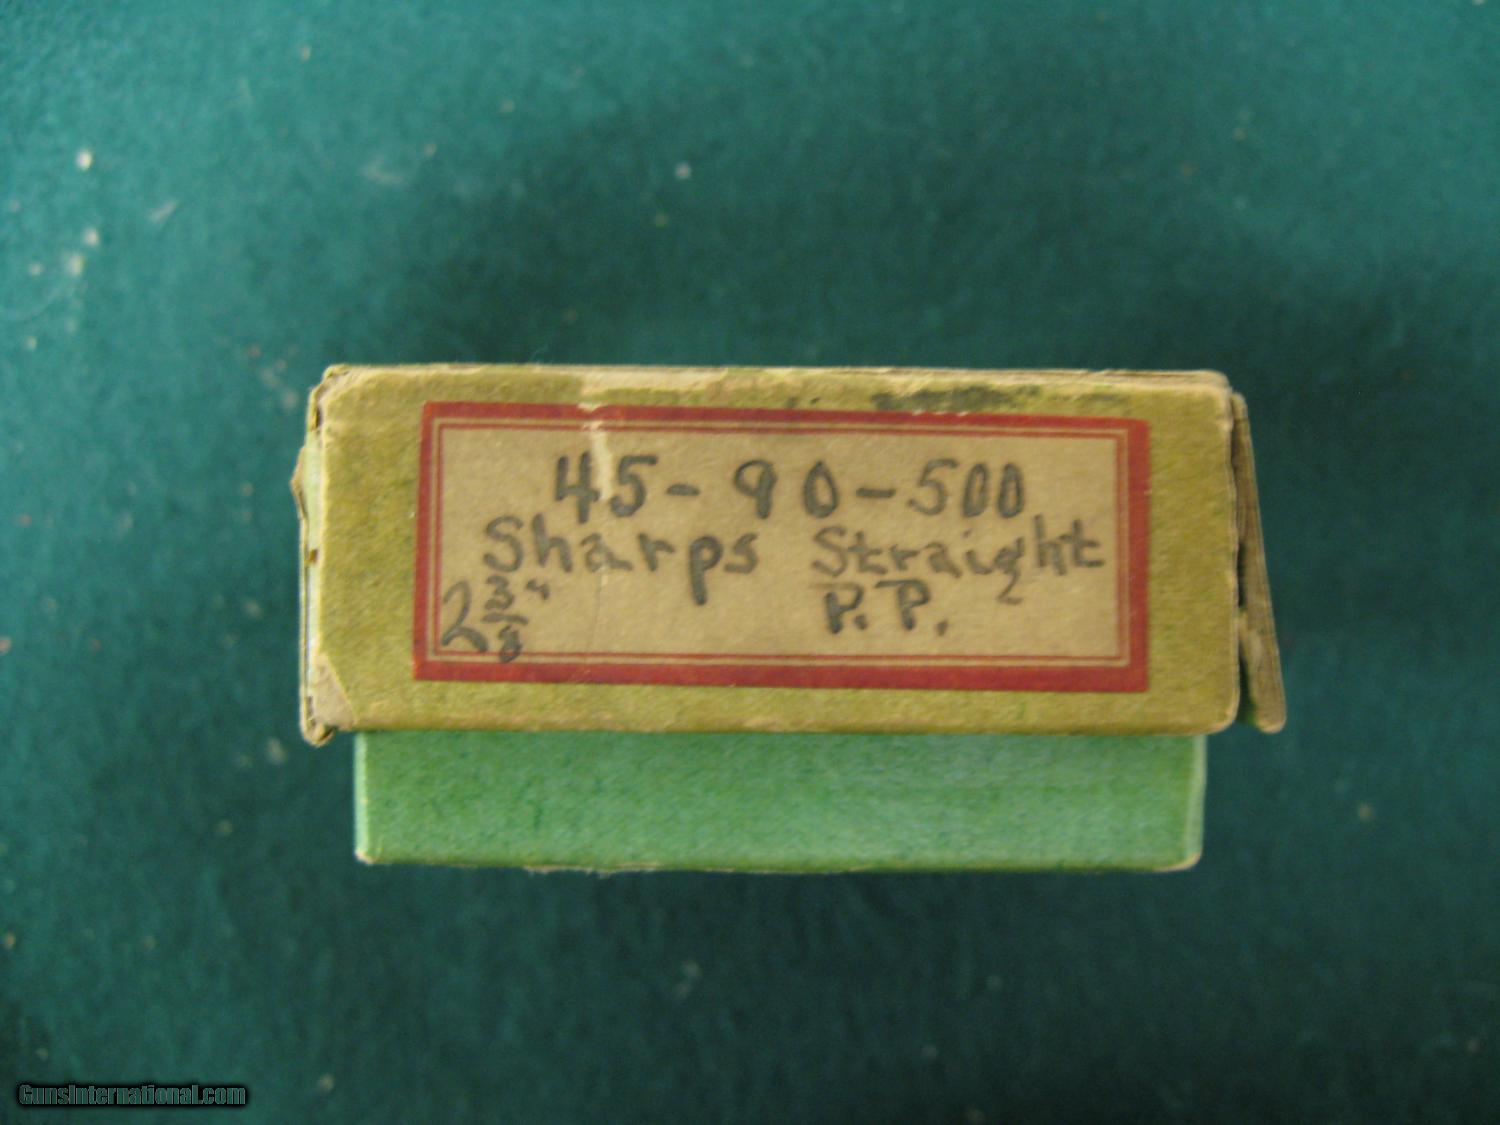 45-90-500
Sharps Straight
2 3/8" P.P.
GunsInternational.com